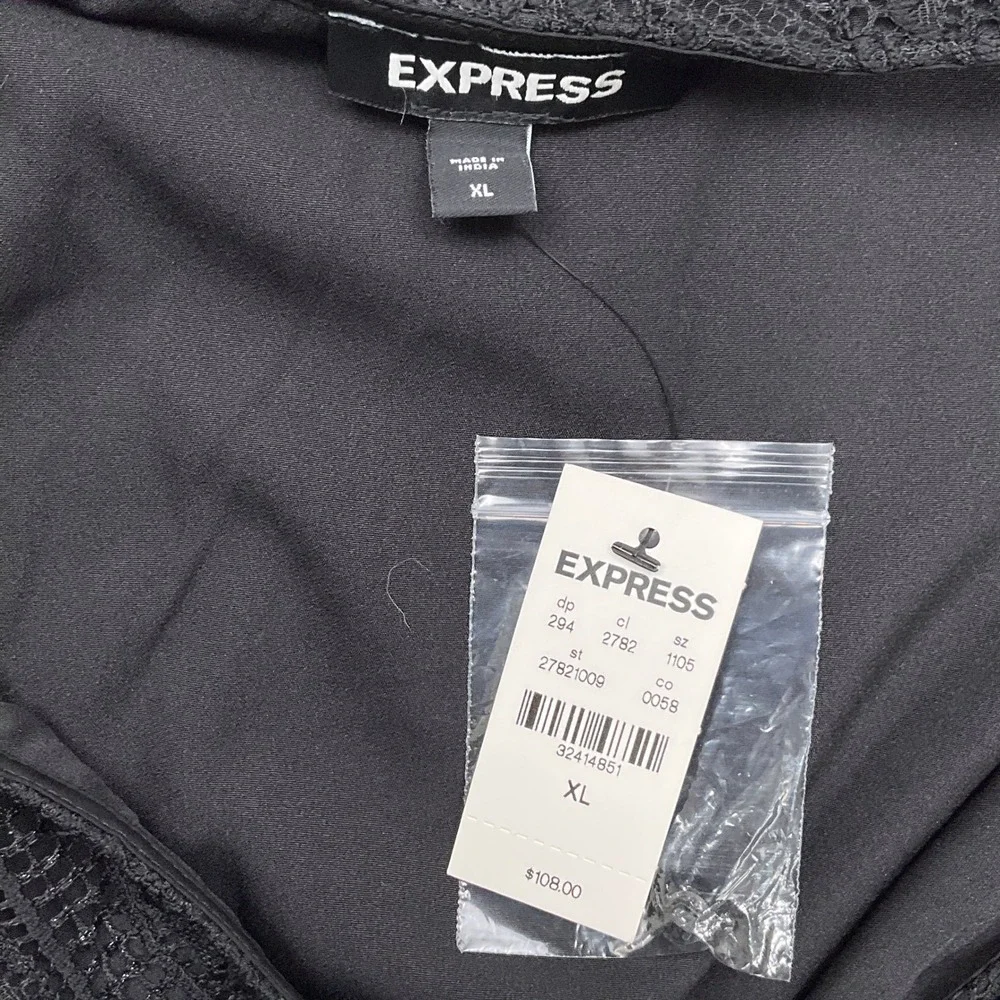 EXPRESS
MADE IN
INDIA
XL
EXPRESS
dp cl sz
294 2782 1105
st co
27821009 0058
32414851
XL
$108.00